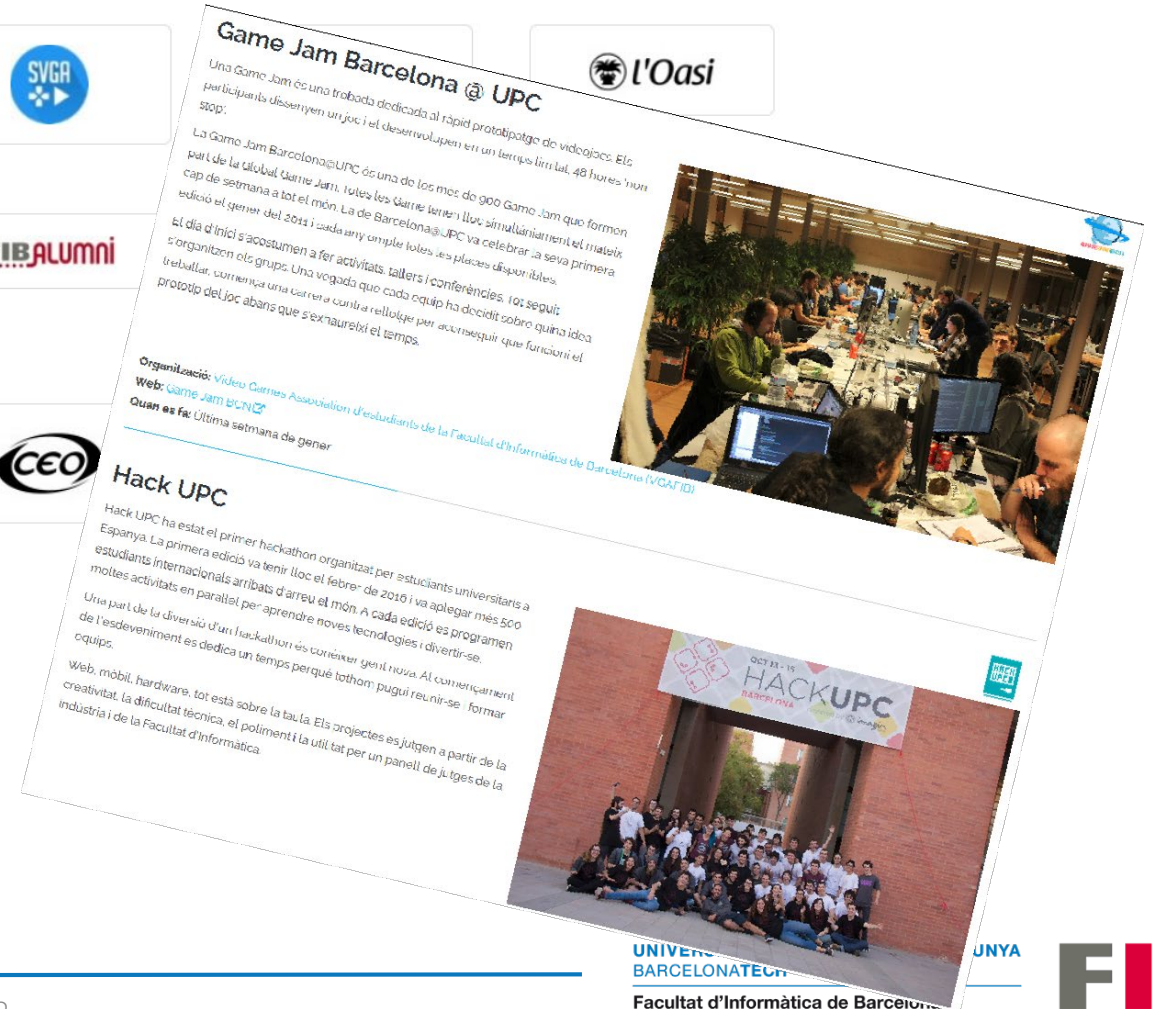 SVGA
l'Oasi
IBALUMNI
CEO
Game Jam Barcelona @ UPC
Una Game Jam és una trobada dedicada al ràpid prototipatge de videojocs. Els
participants dissenyen un joc i el desenvolupen en un temps limitat, 48 hores 'non
stop'.
La Game Jam Barcelona@UPC és una de les mes de 900 Game Jam que formen
part de la Global Game Jam. Totes les Game tenen lloc simultàniament el mateix
cap de setmana a tot el món. La de Barcelona@UPC va celebrar la seva primera
edició el gener del 2011 i cada any omple totes les places disponibles.
El dia d'inici s'acostumen a fer activitats, tallers i conferències. Tot seguit
s'organitzen els grups. Una vegada que cada equip ha decidit sobre quina idea
treballar, comença una carrera contra rellotge per aconseguir que funcioni el
prototip del joc abans que s'exhaureixi el temps.
Organització: Video Games Association d'estudiants de la Facultat d'Informàtica de Barcelona (VGAFIB)
Web: Game Jam BCN
Quan es fa: Última setmana de gener
Hack UPC
Hack UPC ha estat el primer hackathon organitzat per estudiants universitaris a
Espanya. La primera edició va tenir lloc el febrer de 2016 i va aplegar més 500
estudiants internacionals arribats d'arreu el món. A cada edició es programen
moltes activitats en paral·lel per aprendre noves tecnologies i divertir-se.
Una part de la diversió d'un hackathon és conèixer gent nova. Al començament
de l'esdeveniment es dedica un temps perquè tothom pugui reunir-se i formar
equips.
Web, mòbil, hardware, tot està sobre la taula. Els projectes es jutgen a partir de la
creativitat, la dificultat tècnica, el poliment i la utilitat per un panell de jutges de la
indústria i de la Facultat d'Informàtica.
HACK
UPC
OCT 13 - 15
HACKUPC
BARCELONA
UNIVERS UNYA
BARCELONATECH
Facultat d'Informàtica de Barcelona
FI